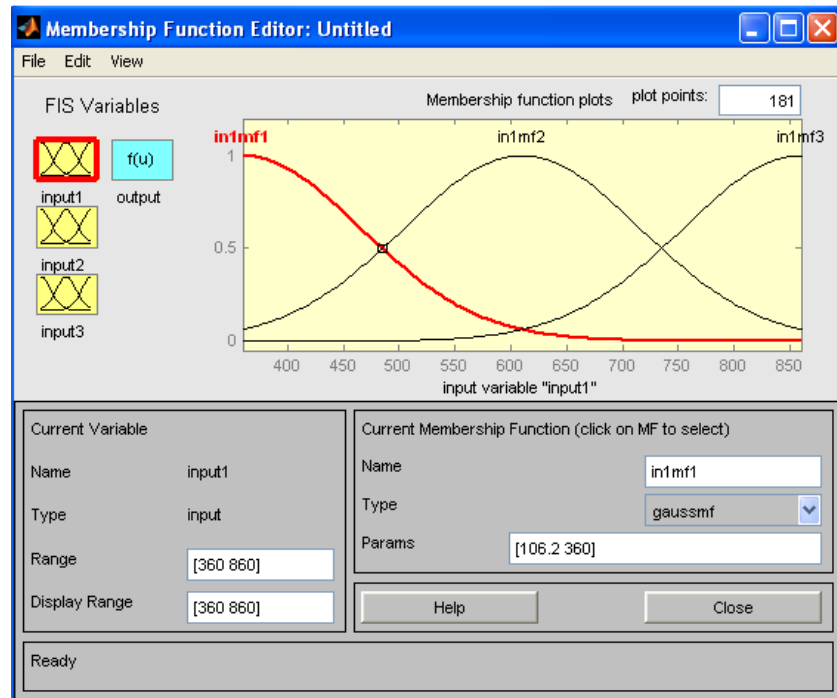 Membership Function Editor: Untitled
File Edit View
FIS Variables
Membership function plots plot points: 181
f(u)
input1 output
input2
input3
in1mf1 in1mf2 in1mf3
1
0.5
0
400 450 500 550 600 650 700 750 800 850
input variable "input1"
Current Variable
Name input1
Type input
Range [360 860]
Display Range [360 860]
Current Membership Function (click on MF to select)
Name in1mf1
Type gaussmf
Params [106.2 360]
Help Close
Ready